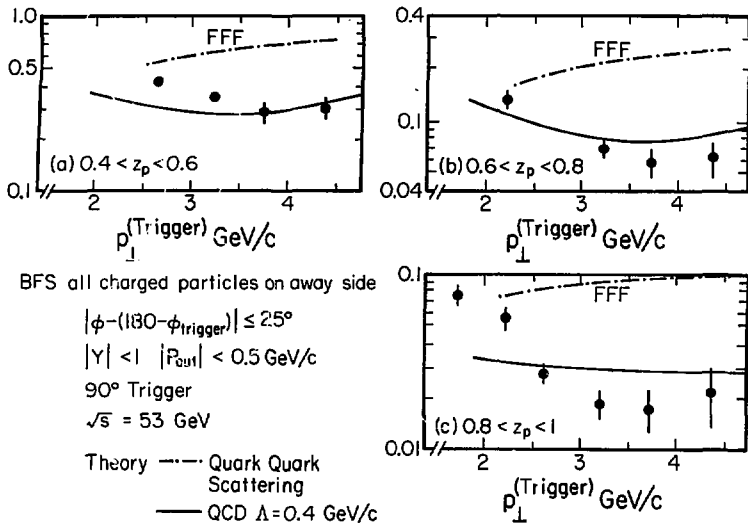 1.0
0.5
0.1
FFF
(a) 0.4 < z_p < 0.6
2 3 4
p⊥^(Trigger) GeV/c
0.4
0.1
0.04
FFF
(b) 0.6 < z_p < 0.8
2 3 4
p⊥^(Trigger) GeV/c
BFS all charged particles on away side
|φ-(180-φtrigger)| ≤ 25°
|Y| < 1 |P_out| < 0.5 GeV/c
90° Trigger
√s = 53 GeV
Theory —·—·— Quark Quark
Scattering
—— QCD Λ=0.4 GeV/c
0.1
0.01
FFF
(c) 0.8 < z_p < 1
2 3 4
p⊥^(Trigger) GeV/c